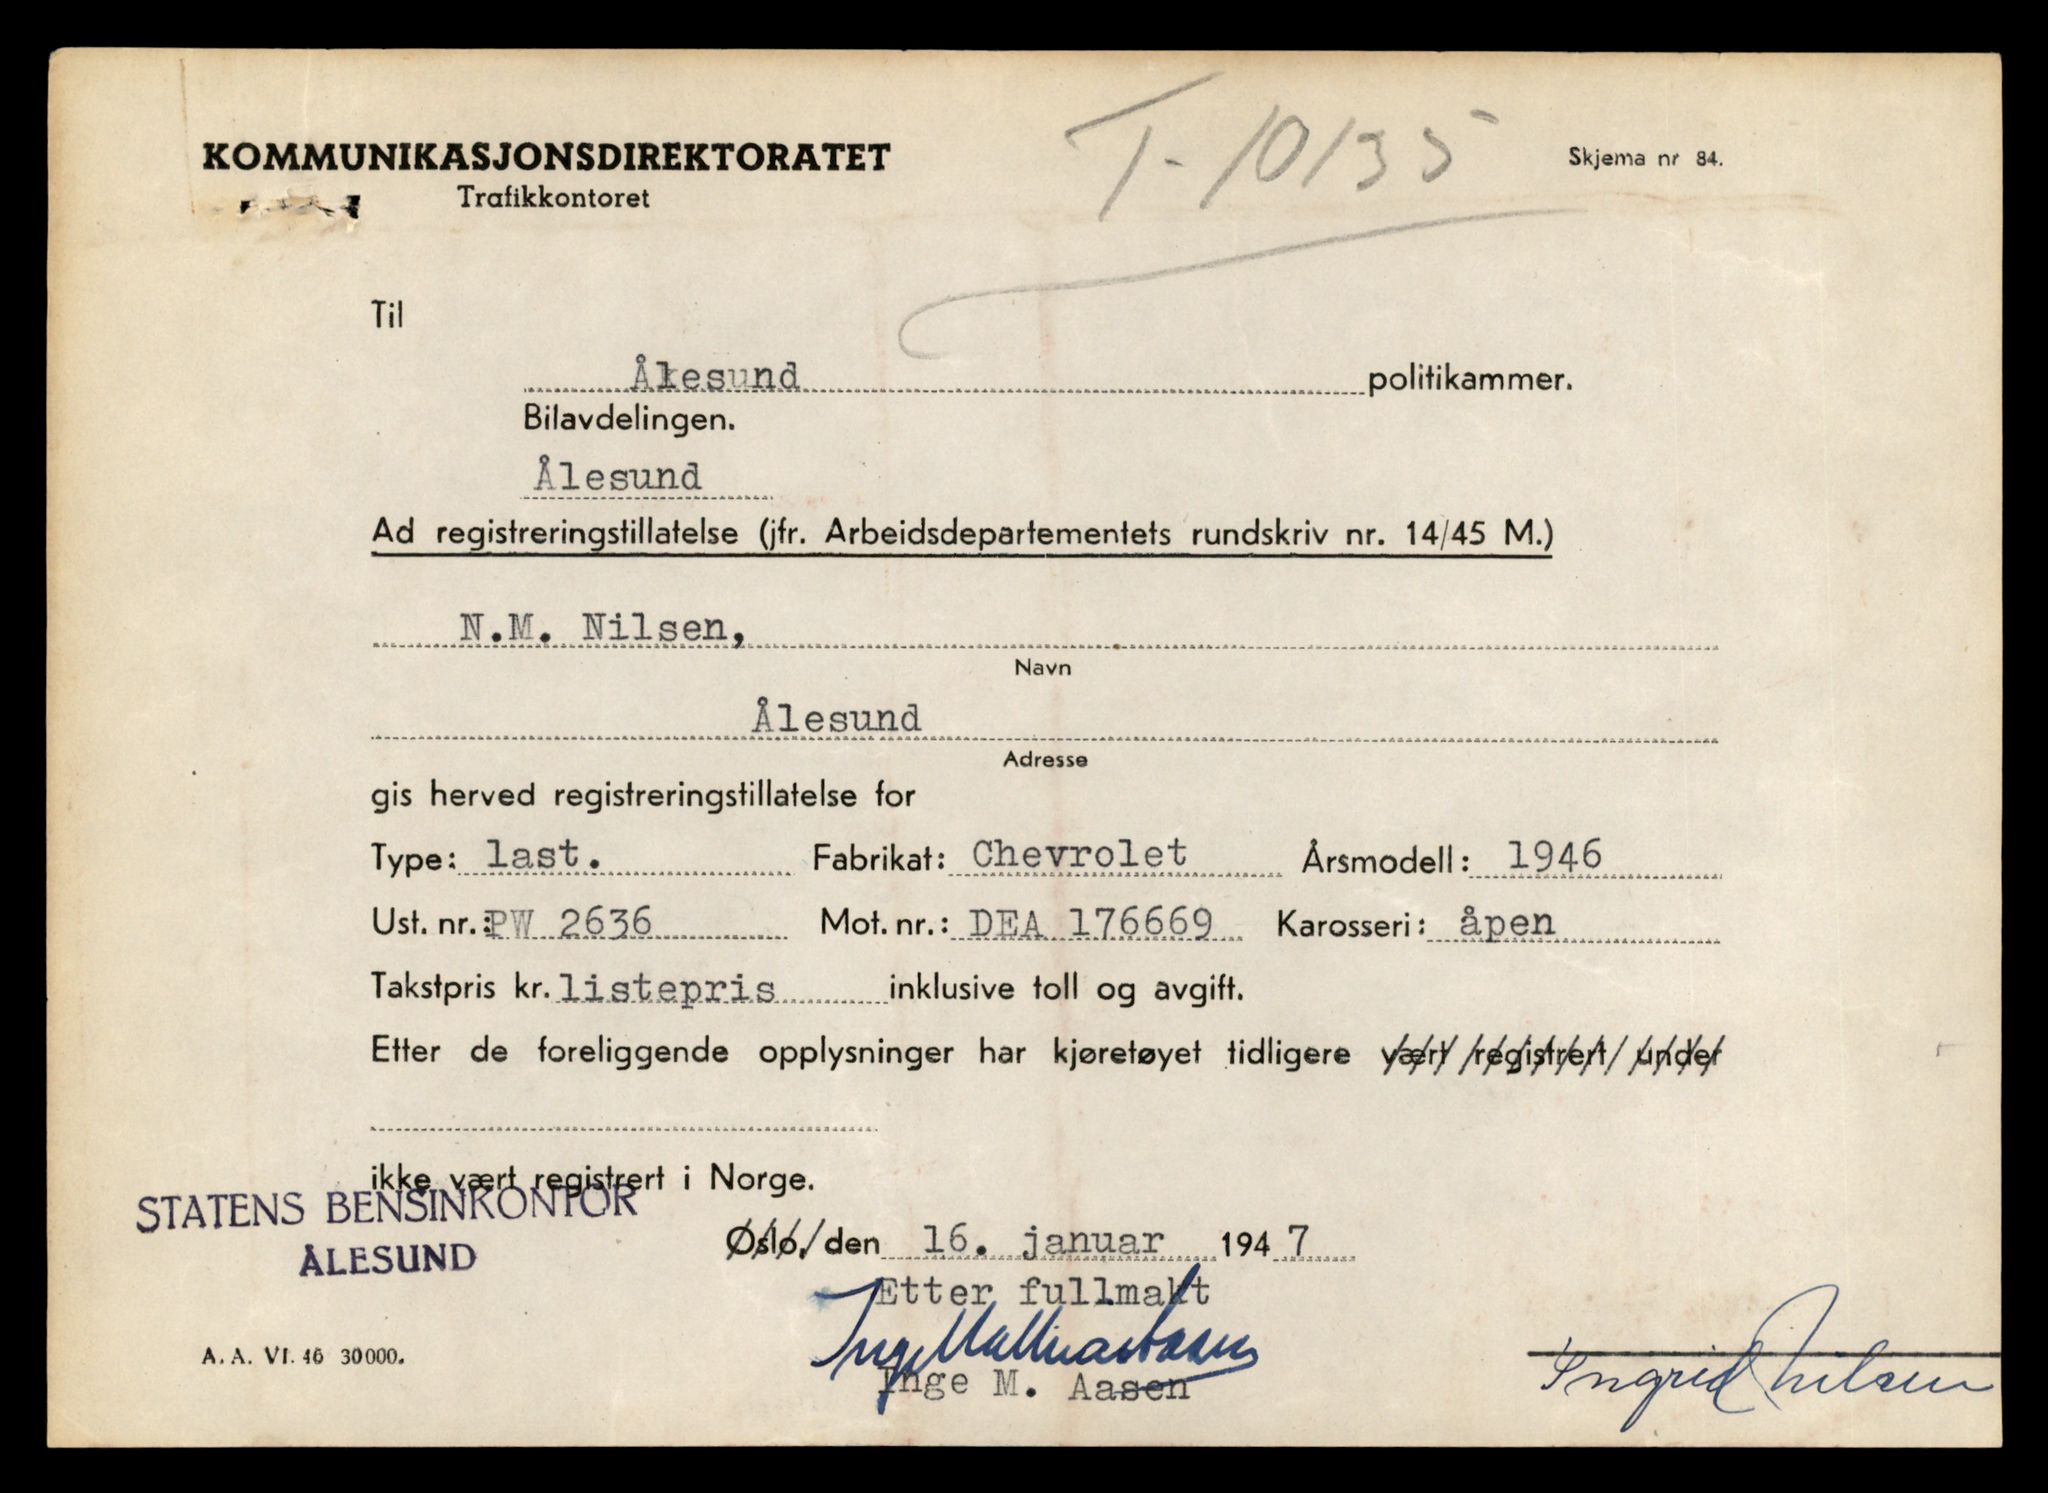 KOMMUNIKASJONSDIREKTORATET
Trafikkontoret
T-10135
Skjema nr 84.
Til
Ålesund politikammer.
Bilavdelingen.
Ålesund
Ad registreringstillatelse (jfr. Arbeidsdepartementets rundskriv nr. 14/45 M.)
N.M. Nilsen,
Navn
Ålesund
Adresse
gis herved registreringstillatelse for
Type: last. Fabrikat: Chevrolet Årsmodell: 1946
Ust. nr.: PW 2636 Mot. nr.: DEA 176669 Karosseri: åpen
Takstpris kr. listepris inklusive toll og avgift.
Etter de foreliggende opplysninger har kjøretøyet tidligere vært registrert under
ikke vært registrert i Norge.
STATENS BENSINKONTOR
ÅLESUND
Oslo, den 16. januar 1947
Etter fullmakt
Inge M. Aasen
Ingrid Nilsen
A. A. VI. 46 30000.